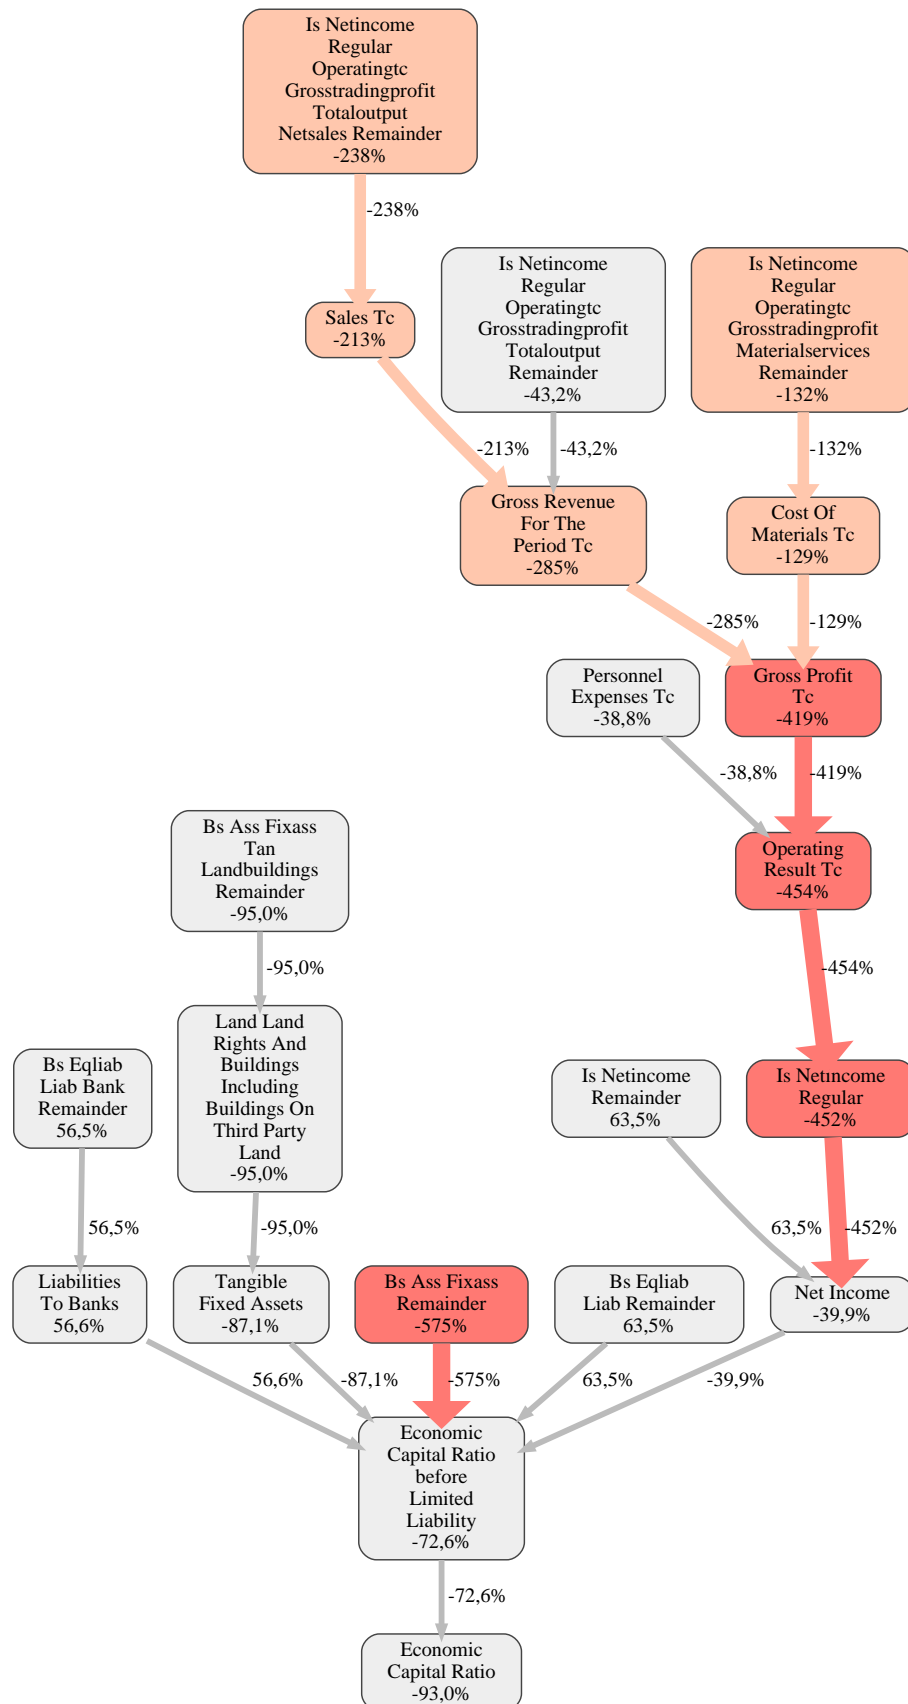 Is Netincome
Regular
Operatingtc
Grosstradingprofit
Totaloutput
Netsales Remainder
-238%
-238%
Sales Tc
-213%
Is Netincome
Regular
Operatingtc
Grosstradingprofit
Totaloutput
Remainder
-43,2%
Is Netincome
Regular
Operatingtc
Grosstradingprofit
Materialservices
Remainder
-132%
-213%
-43,2%
-132%
Gross Revenue
For The
Period Tc
-285%
Cost Of
Materials Tc
-129%
-285%
-129%
Personnel
Expenses Tc
-38,8%
Gross Profit
Tc
-419%
-38,8%
-419%
Bs Ass Fixass
Tan
Landbuildings
Remainder
-95,0%
Operating
Result Tc
-454%
-95,0%
-454%
Bs Eqliab
Liab Bank
Remainder
56,5%
Land Land
Rights And
Buildings
Including
Buildings On
Third Party
Land
-95,0%
Is Netincome
Remainder
63,5%
Is Netincome
Regular
-452%
56,5%
-95,0%
63,5%
-452%
Liabilities
To Banks
56,6%
Tangible
Fixed Assets
-87,1%
Bs Ass Fixass
Remainder
-575%
Bs Eqliab
Liab Remainder
63,5%
Net Income
-39,9%
56,6%
-87,1%
-575%
63,5%
-39,9%
Economic
Capital Ratio
before
Limited
Liability
-72,6%
-72,6%
Economic
Capital Ratio
-93,0%